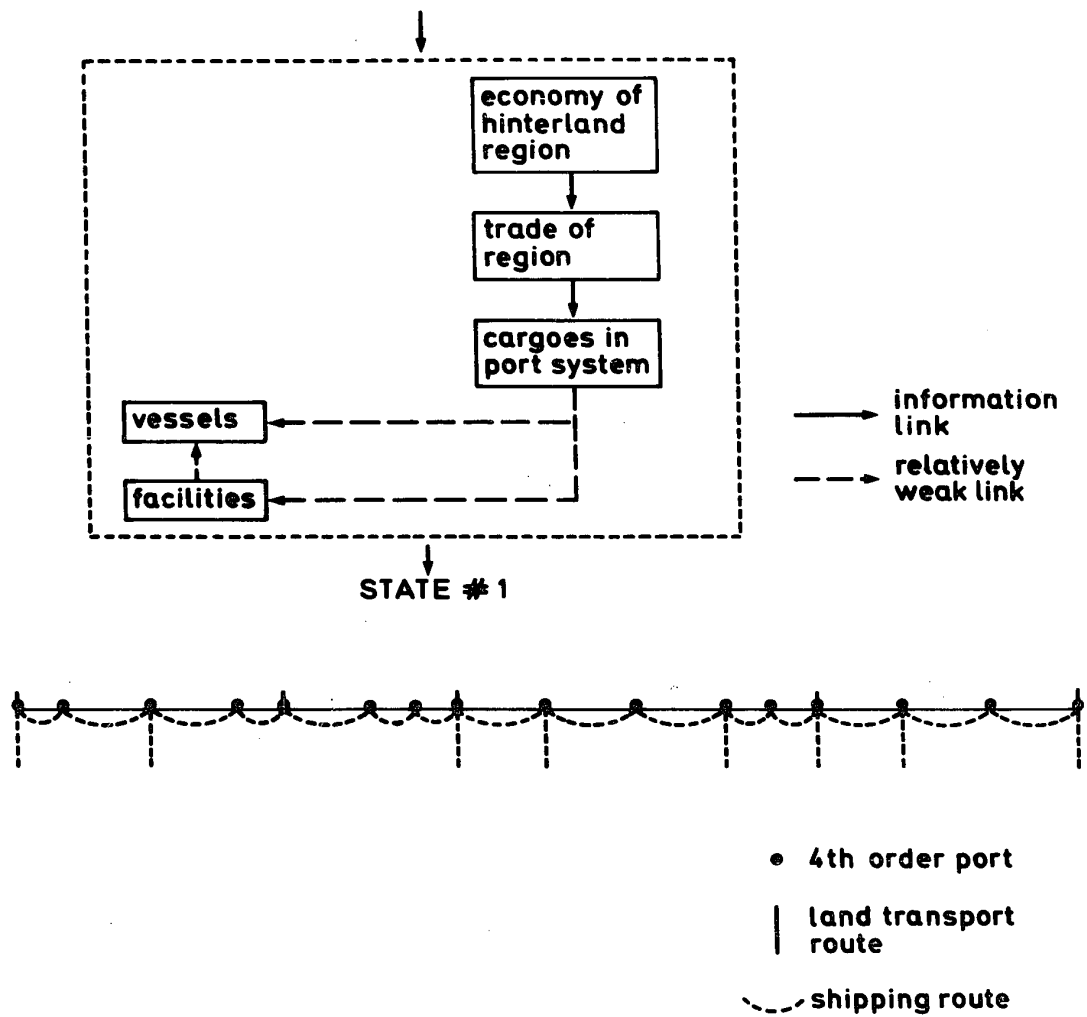 economy of
hinterland
region
trade of
region
cargoes in
port system
vessels
facilities
information
link
relatively
weak link
STATE # 1
4th order port
land transport
route
shipping route